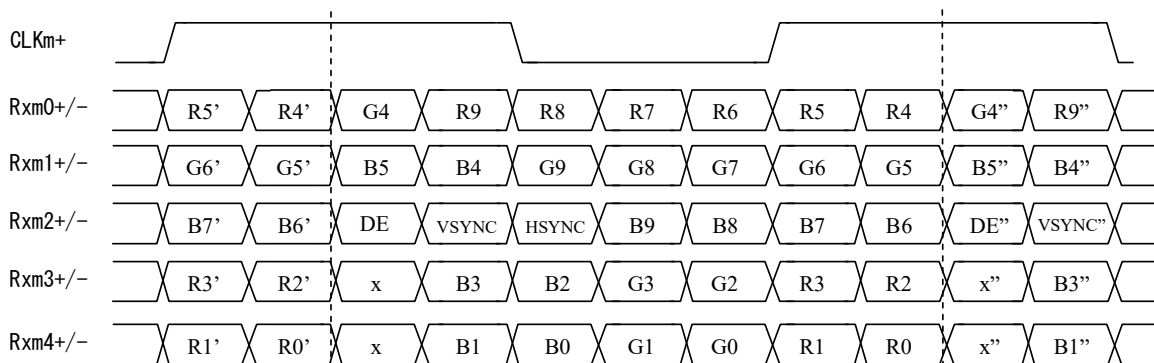 CLKm+
Rxm0+/- R5’ R4’ G4 R9 R8 R7 R6 R5 R4 G4” R9”
Rxm1+/- G6’ G5’ B5 B4 G9 G8 G7 G6 G5 B5” B4”
Rxm2+/- B7’ B6’ DE VSYNC HSYNC B9 B8 B7 B6 DE” VSYNC”
Rxm3+/- R3’ R2’ x B3 B2 G3 G2 R3 R2 x” B3”
Rxm4+/- R1’ R0’ x B1 B0 G1 G0 R1 R0 x” B1”